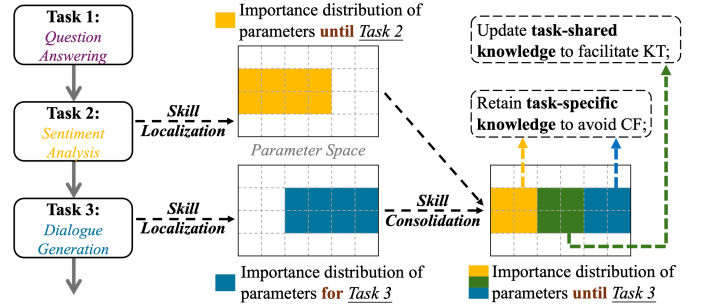 Task 1:
Question
Answering
Task 2:
Sentiment
Analysis
Task 3:
Dialogue
Generation
Skill
Localization
Skill
Localization
Importance distribution of
parameters until Task 2
Parameter Space
Importance distribution of
parameters for Task 3
Skill
Consolidation
Update task-shared
knowledge to facilitate KT;
Retain task-specific
knowledge to avoid CF;
Importance distribution of
parameters until Task 3